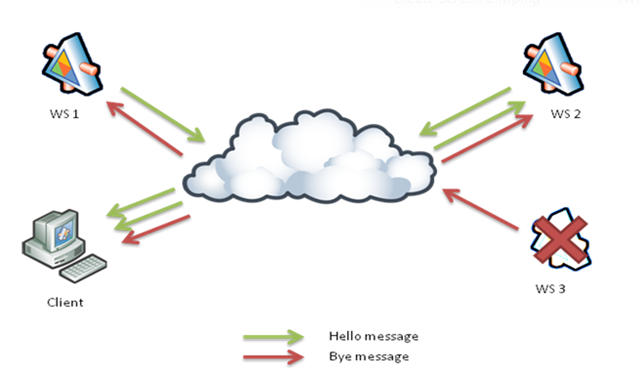 WS 1
WS 2
Client
WS 3
Hello message
Bye message